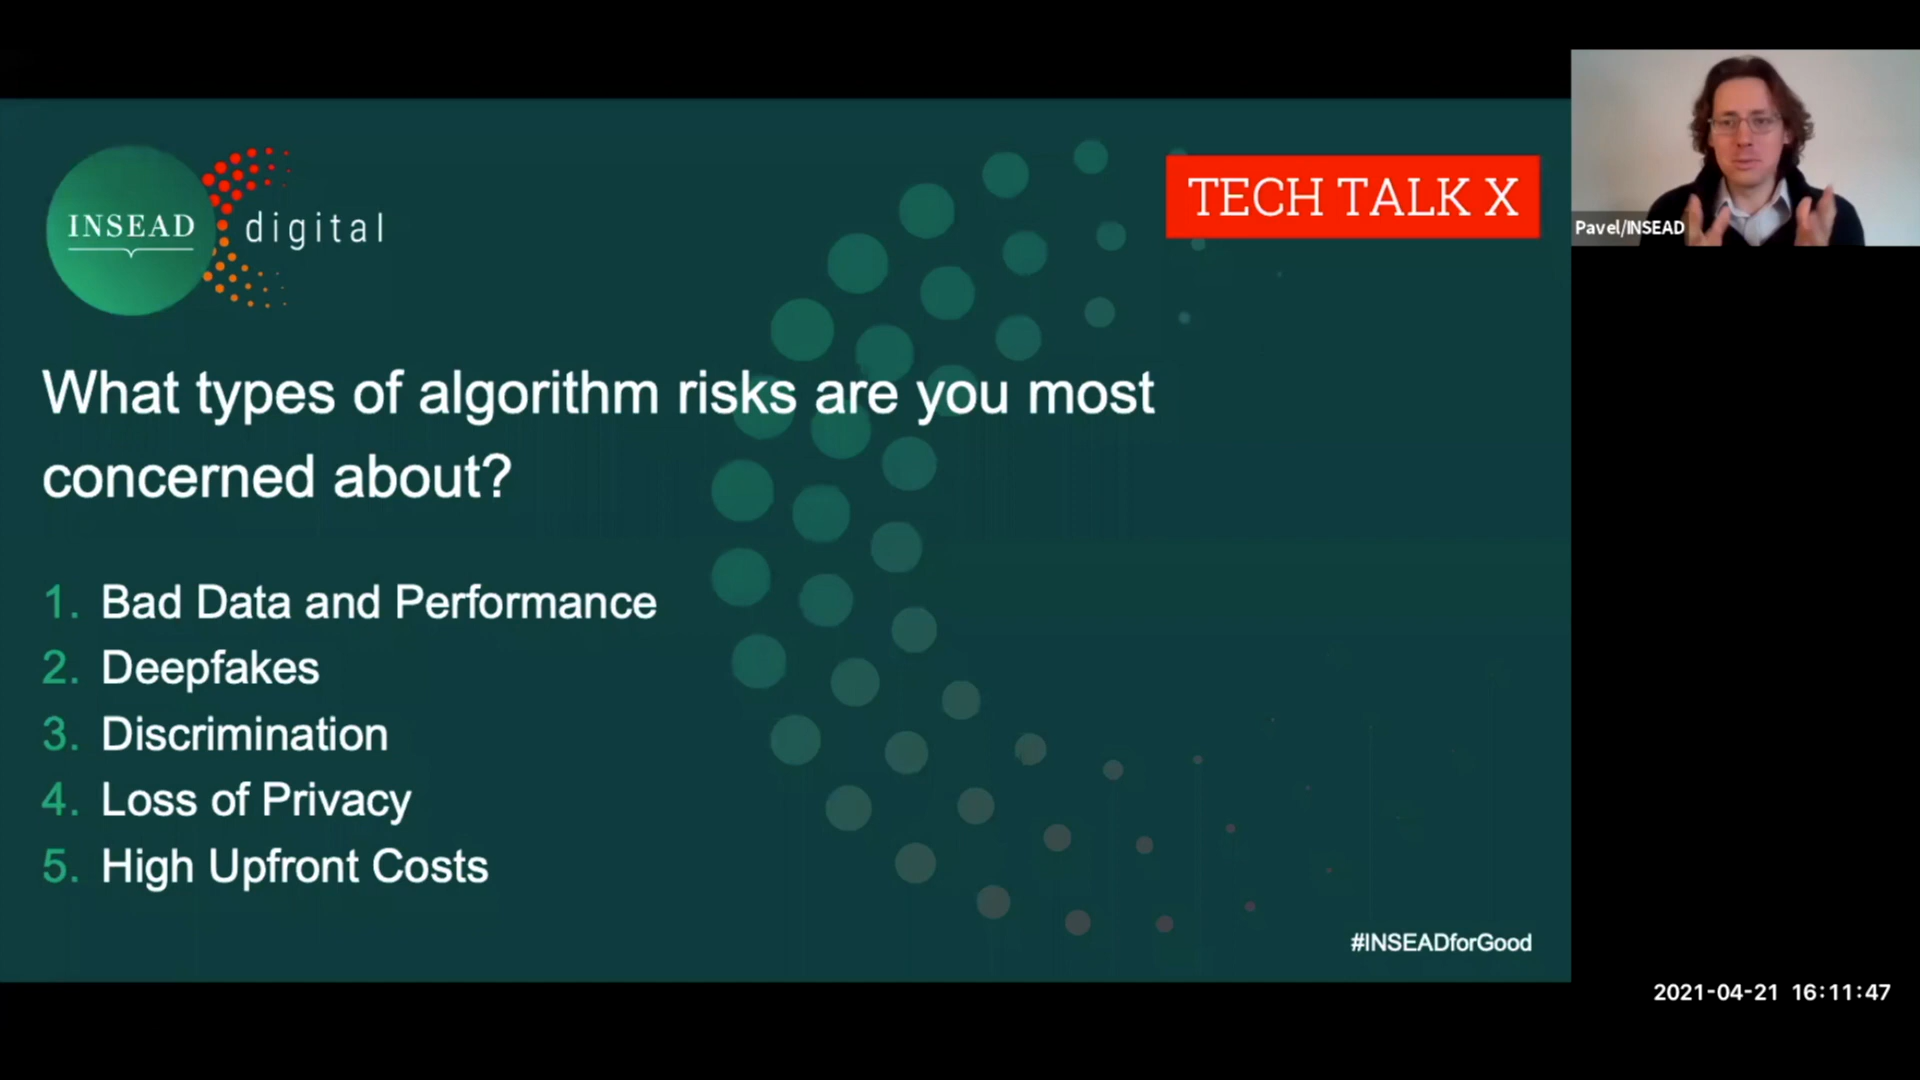 INSEAD
digital
TECH TALK X
Pavel/INSEAD
What types of algorithm risks are you most
concerned about?
1. Bad Data and Performance
2. Deepfakes
3. Discrimination
4. Loss of Privacy
5. High Upfront Costs
#INSEADforGood
2021-04-21 16:11:47